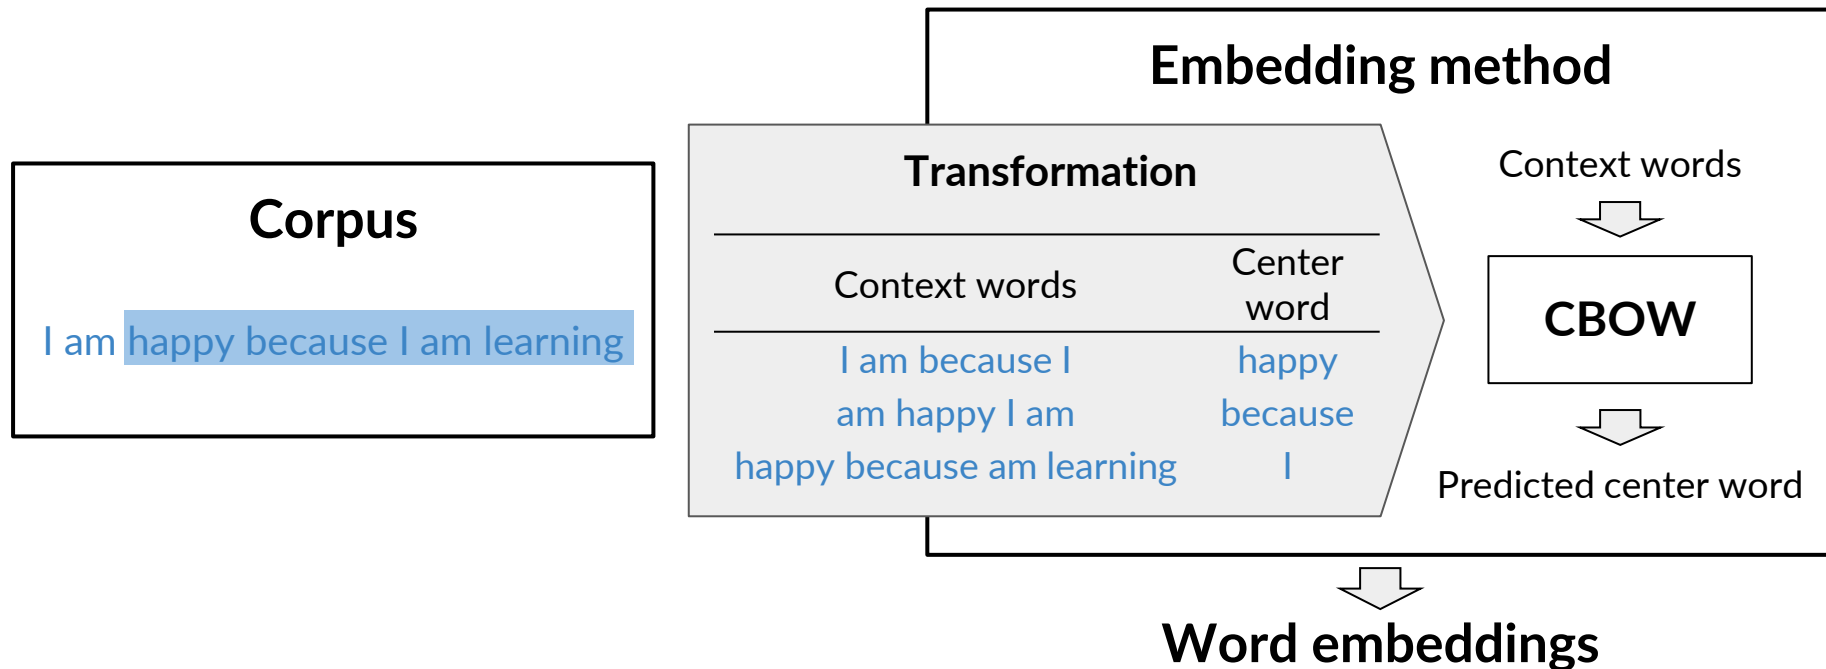 Embedding method
Corpus
I am happy because I am learning
Transformation
Context words
Center
word
I am because I
happy
am happy I am
because
happy because am learning
I
Context words
CBOW
Predicted center word
Word embeddings